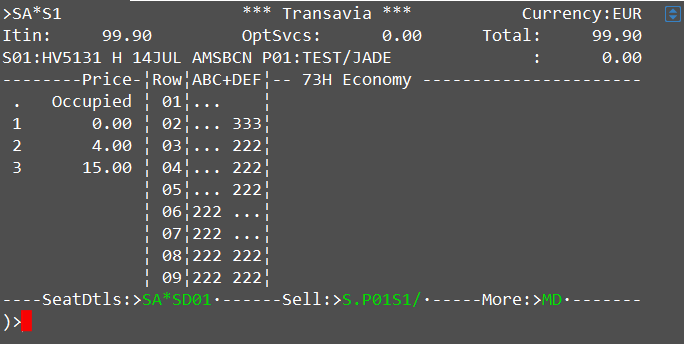 >SA*S1 *** Transavia *** Currency:EUR
Itin: 99.90 OptSvcs: 0.00 Total: 99.90
S01:HV5131 H 14JUL AMSBCN P01:TEST/JADE : 0.00
--------Price-¦Row¦ABC+DEF¦-- 73H Economy ---------------------
. Occupied ¦ 01¦... ¦
1 0.00 ¦ 02¦... 333¦
2 4.00 ¦ 03¦... 222¦
3 15.00 ¦ 04¦... 222¦
¦ 05¦... 222¦
¦ 06¦222 ...¦
¦ 07¦222 ...¦
¦ 08¦222 222¦
¦ 09¦222 222¦
----SeatDtls:>SA*SD01·------Sell:>S.P01S1/·-----More:>MD·-------
)>